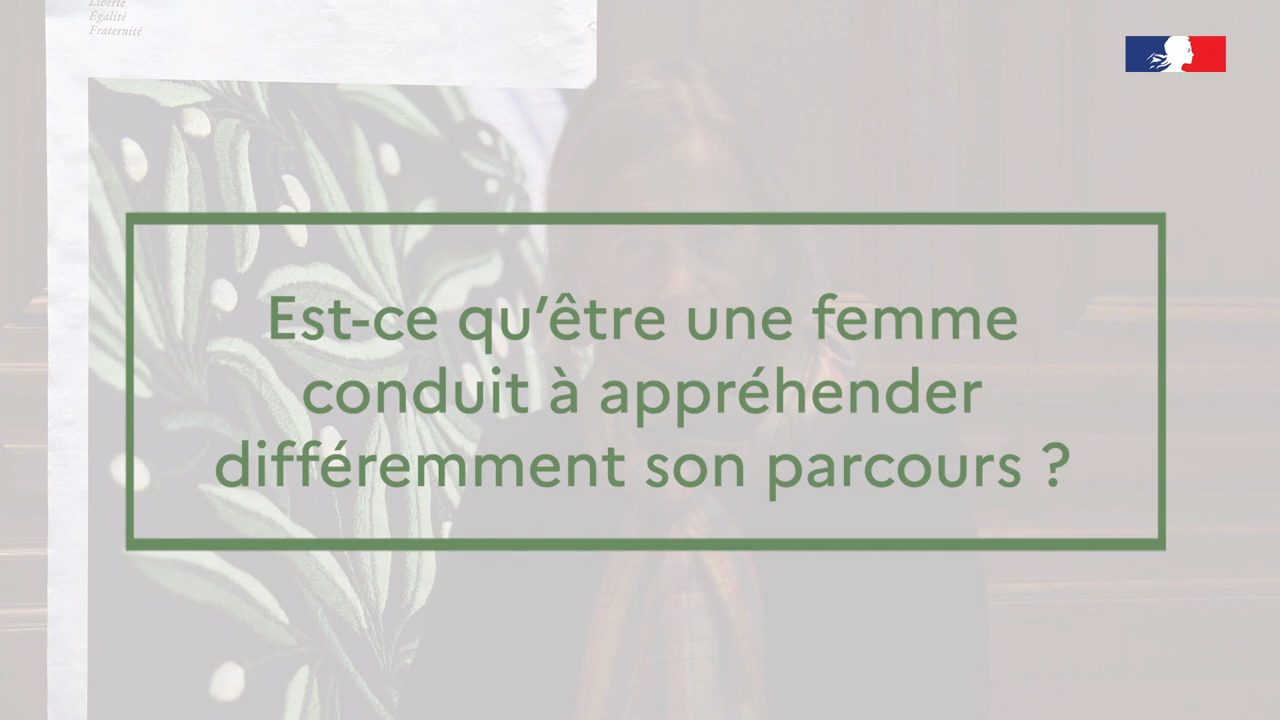 Liberté
Égalité
Fraternité
Est-ce qu’être une femme
conduit à appréhender
différemment son parcours ?